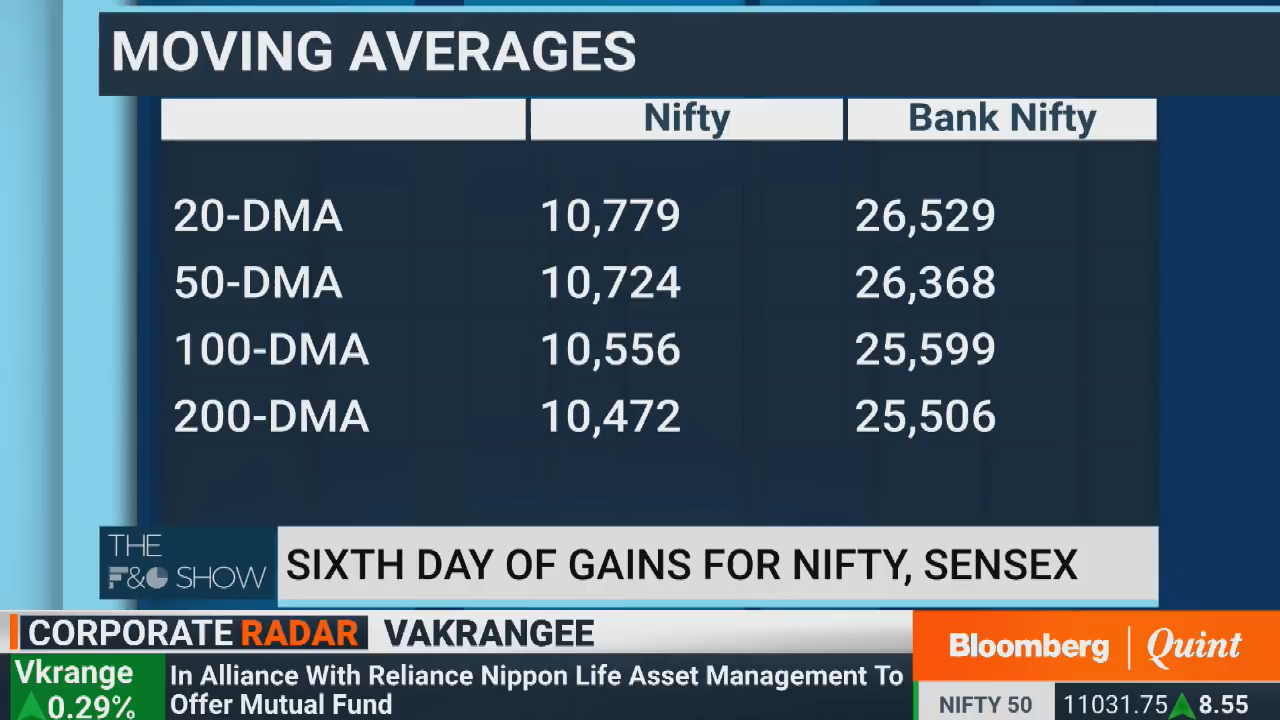 MOVING AVERAGES
Nifty Bank Nifty
20-DMA 10,779 26,529
50-DMA 10,724 26,368
100-DMA 10,556 25,599
200-DMA 10,472 25,506
THE
F&O SHOW
SIXTH DAY OF GAINS FOR NIFTY, SENSEX
CORPORATE RADAR VAKRANGEE
Bloomberg | Quint
Vkrange
0.29%
In Alliance With Reliance Nippon Life Asset Management To
Offer Mutual Fund
NIFTY 50 11031.75 8.55